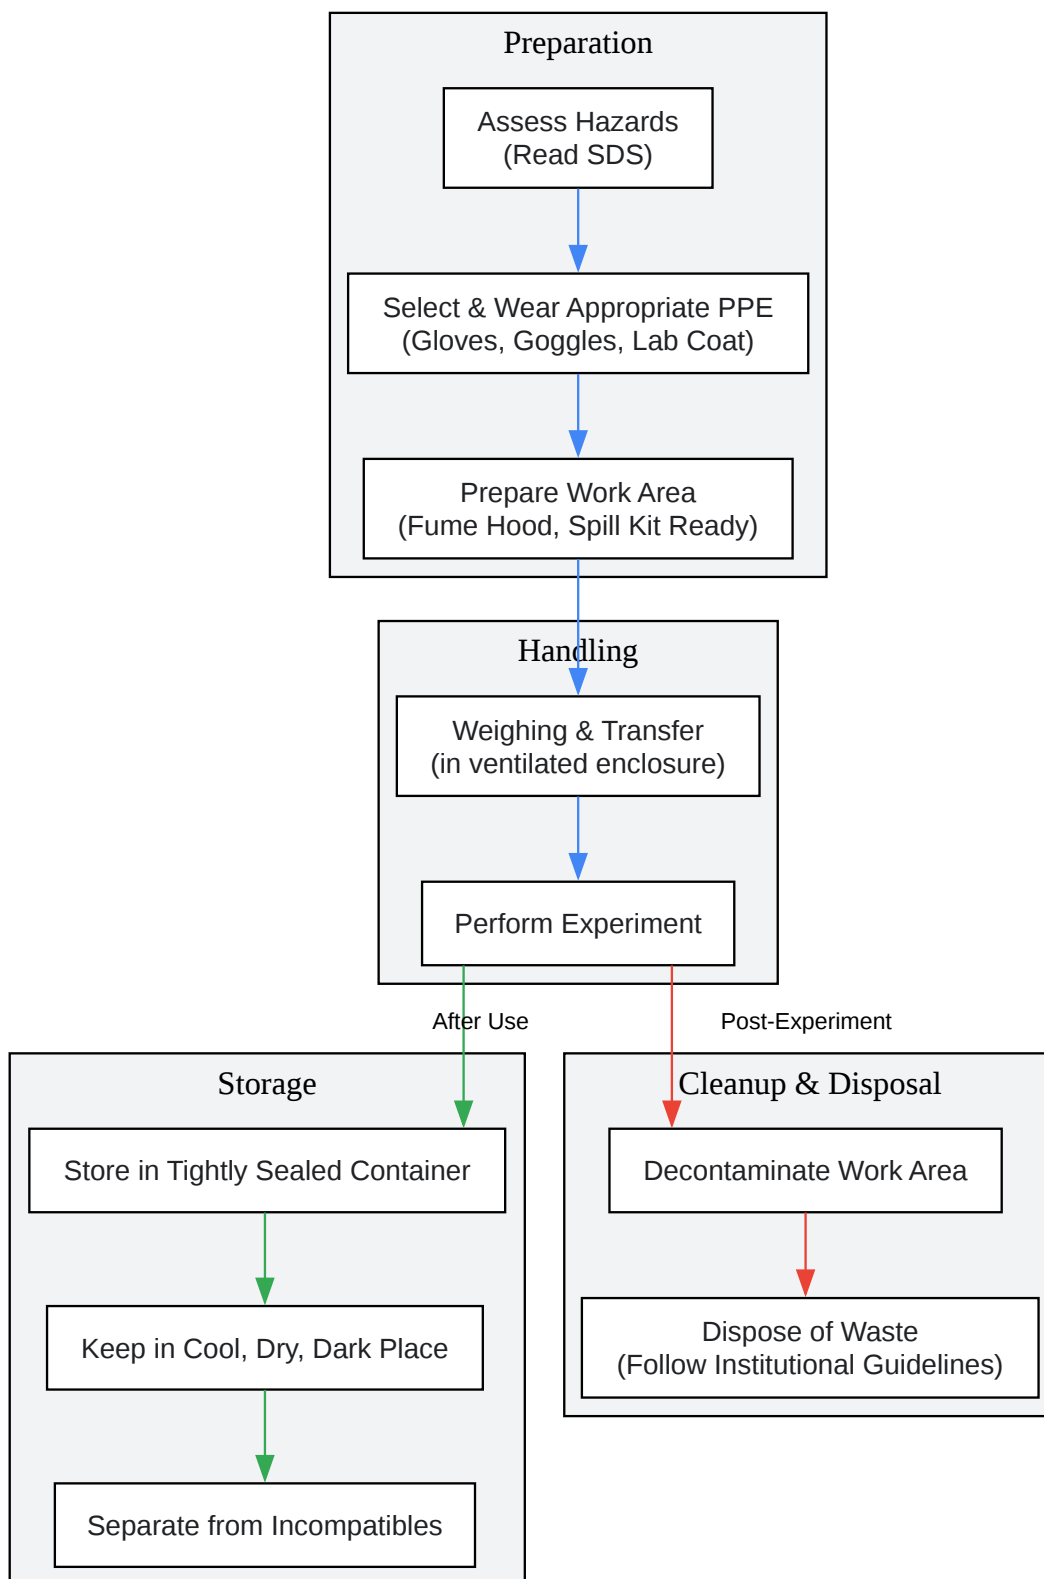 Preparation
Assess Hazards
(Read SDS)
Select & Wear Appropriate PPE
(Gloves, Goggles, Lab Coat)
Prepare Work Area
(Fume Hood, Spill Kit Ready)
Handling
Weighing & Transfer
(in ventilated enclosure)
Perform Experiment
After Use
Post-Experiment
Storage
Store in Tightly Sealed Container
Keep in Cool, Dry, Dark Place
Separate from Incompatibles
Cleanup & Disposal
Decontaminate Work Area
Dispose of Waste
(Follow Institutional Guidelines)